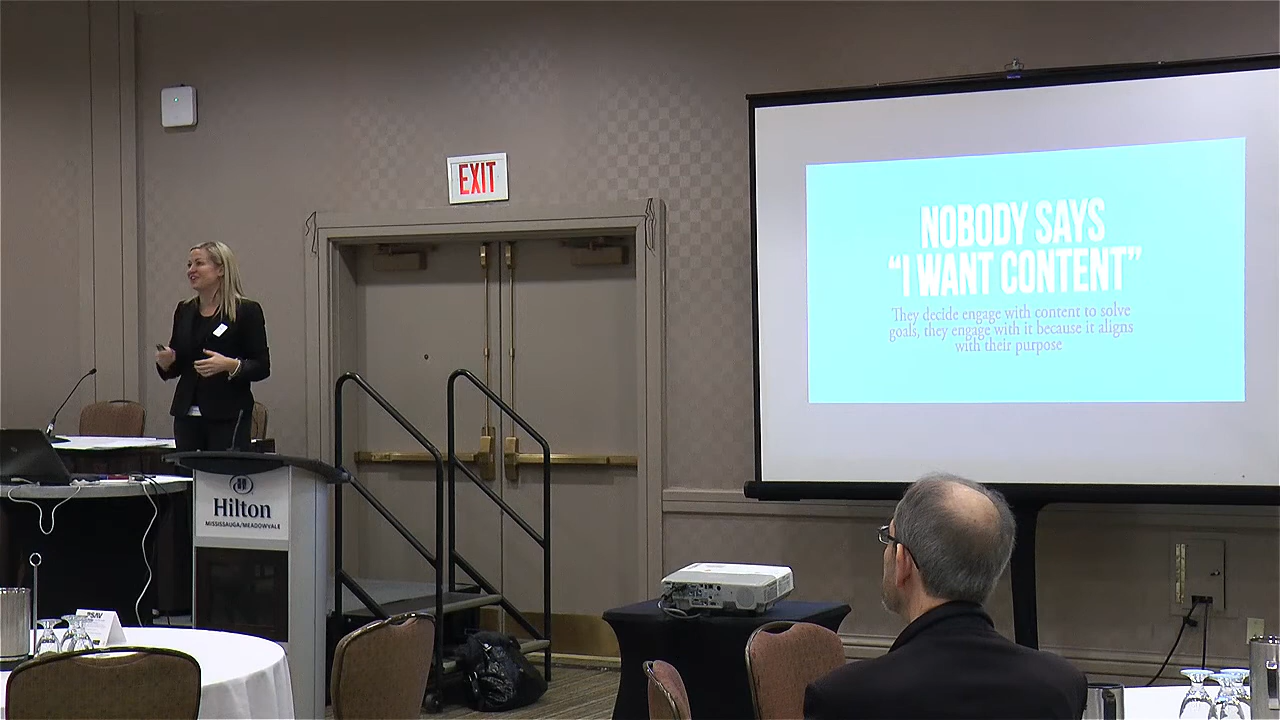 EXIT
NOBODY SAYS
“I WANT CONTENT”
They decide engage with content to solve
goals, they engage with it because it aligns
with their purpose
Hilton
MISSISSAUGA/MEADOWVALE
PSAV